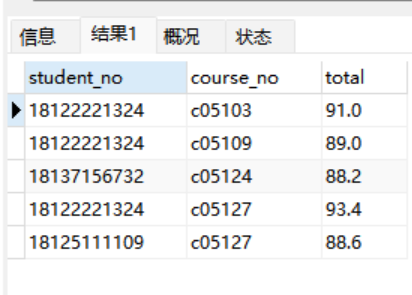 信息 结果1 概况 状态
student_no course_no total
18122221324 c05103 91.0
18122221324 c05109 89.0
18137156732 c05124 88.2
18122221324 c05127 93.4
18125111109 c05127 88.6